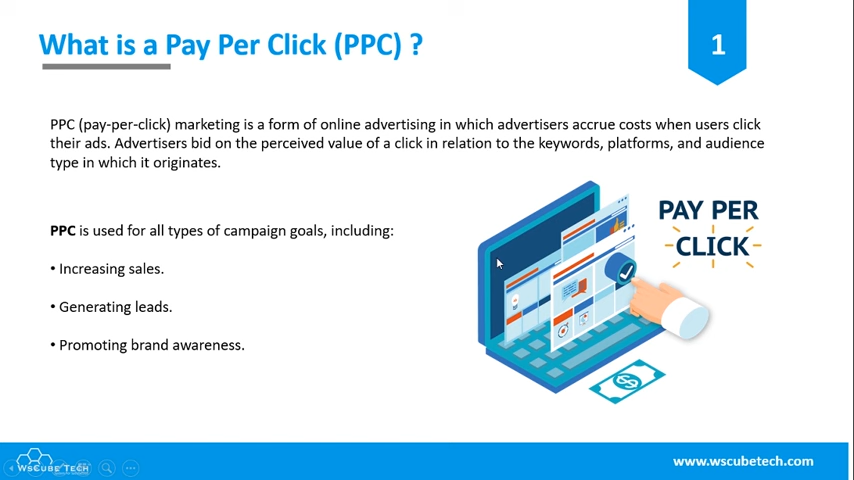 What is a Pay Per Click (PPC) ?
1
PPC (pay-per-click) marketing is a form of online advertising in which advertisers accrue costs when users click
their ads. Advertisers bid on the perceived value of a click in relation to the keywords, platforms, and audience
type in which it originates.
PPC is used for all types of campaign goals, including:
• Increasing sales.
• Generating leads.
• Promoting brand awareness.
PAY PER
CLICK
WSCUBE TECH
www.wscubetech.com